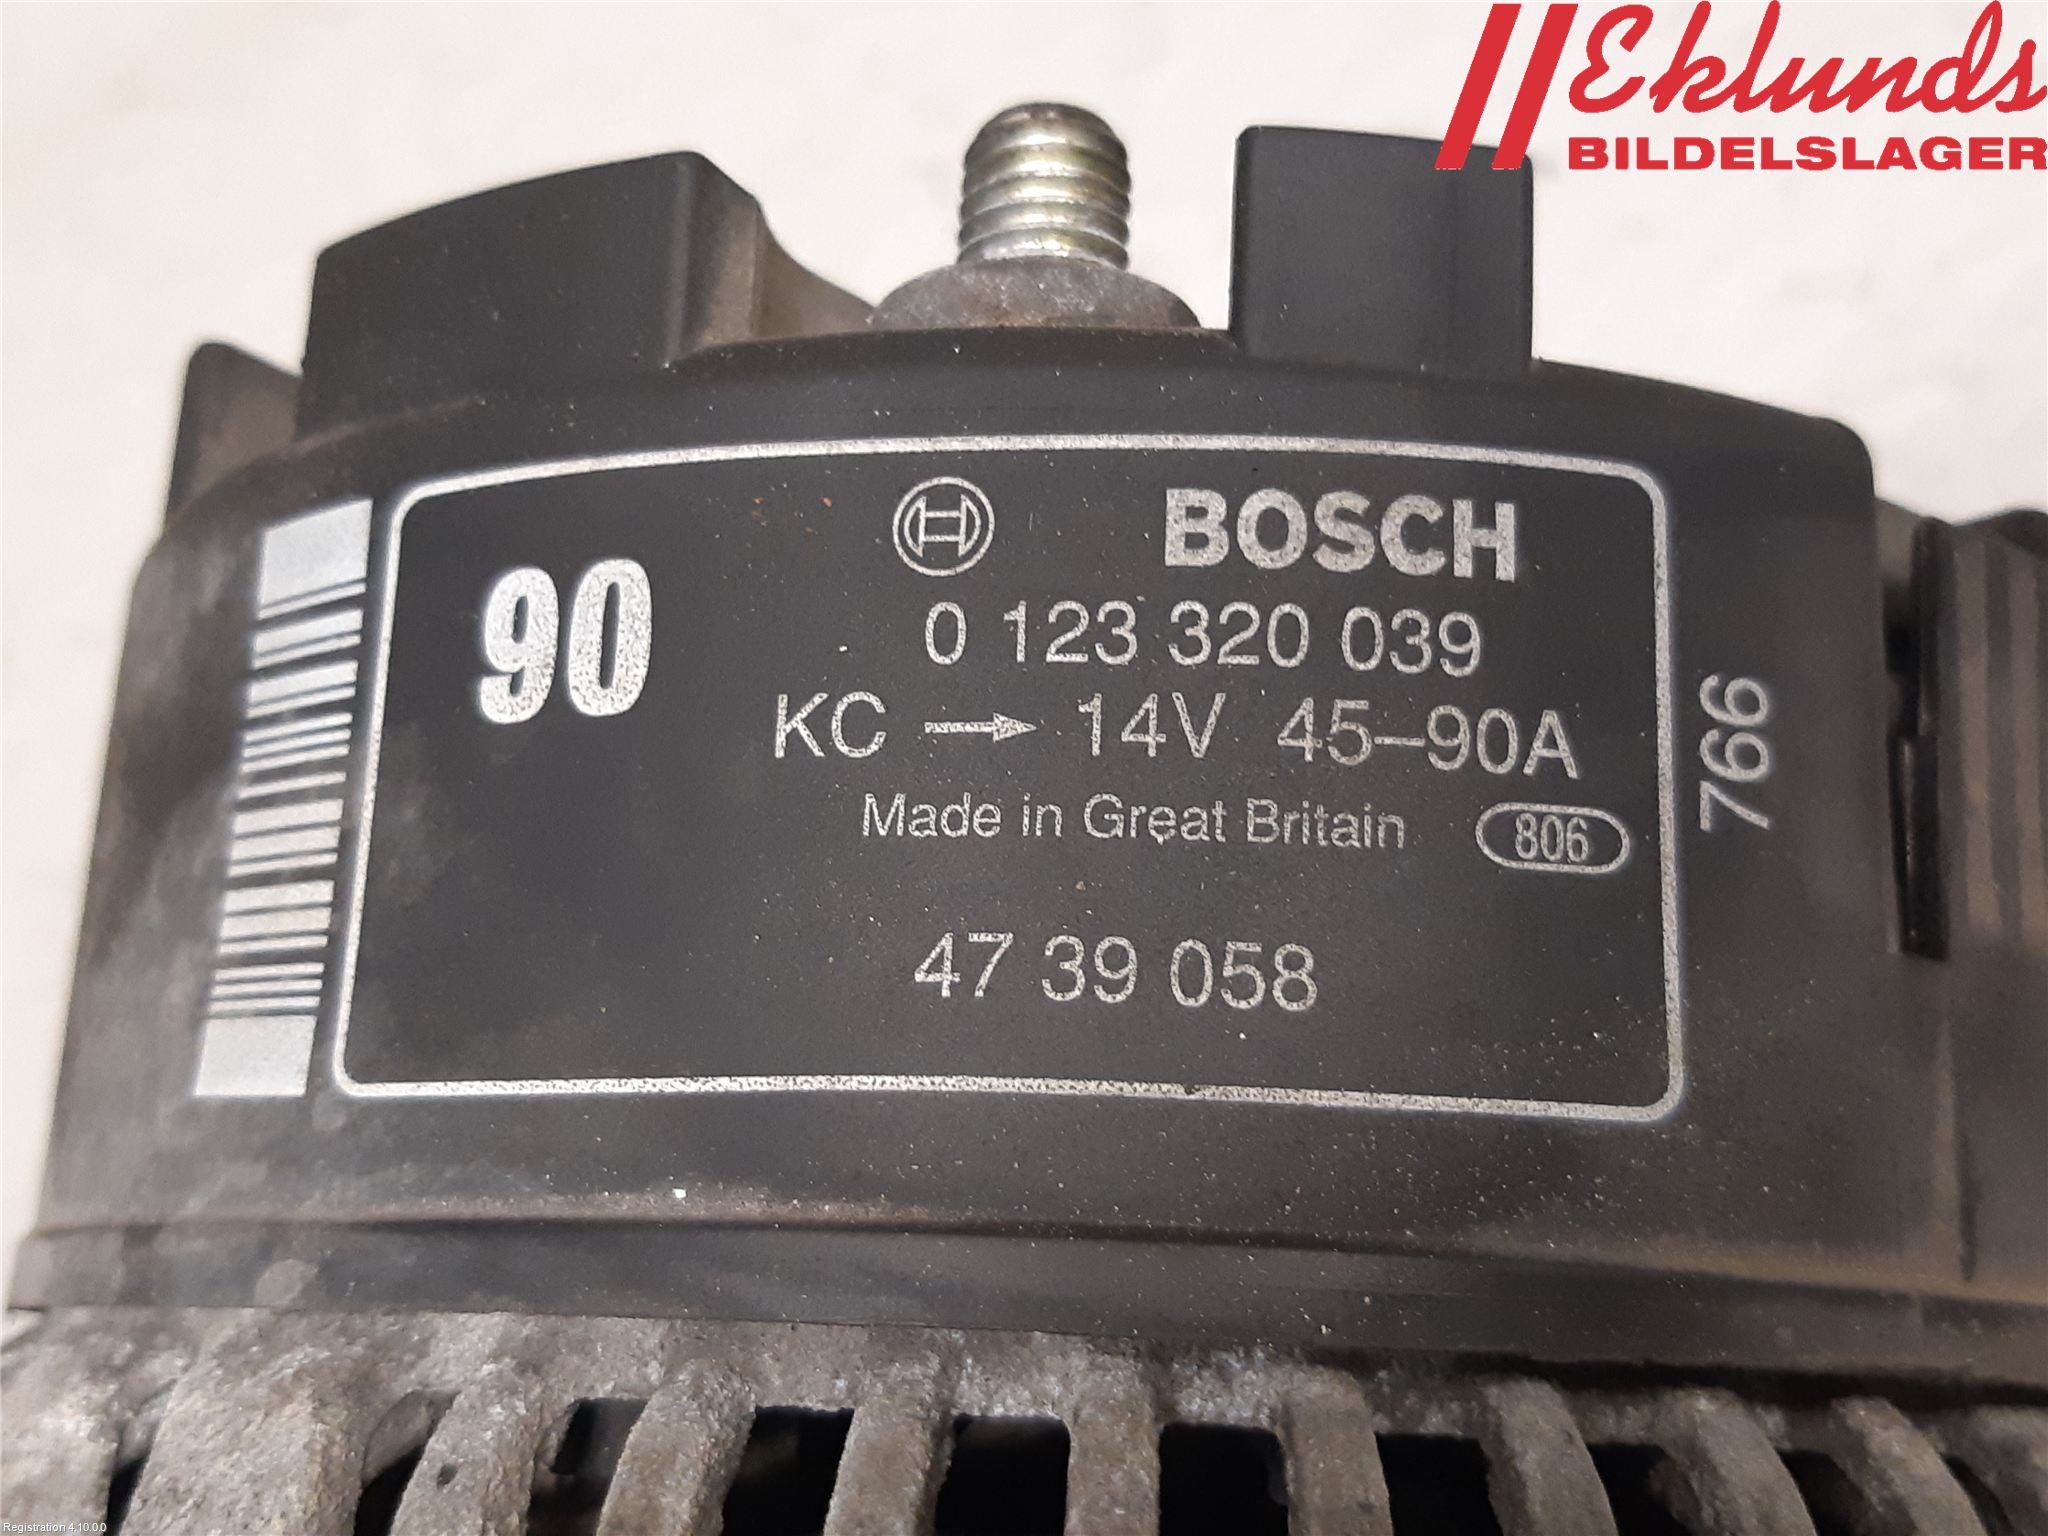 Eklunds
BILDELSLAGER
BOSCH
90
0 123 320 039
KC → 14V 45–90A
Made in Great Britain
806
766
47 39 058
Registration 4.10.0.0